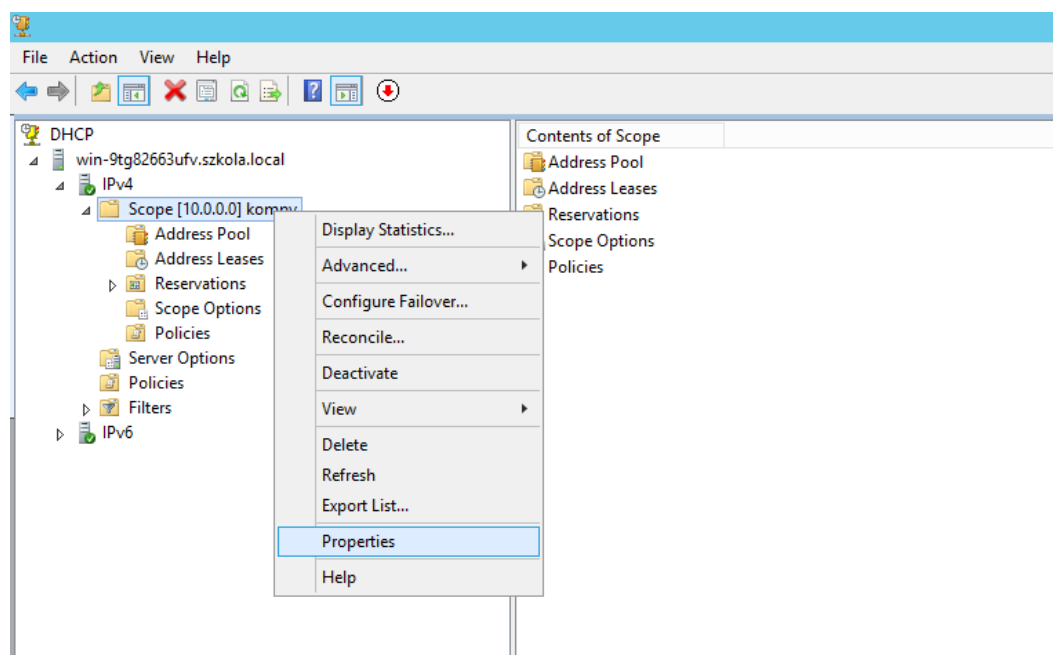 File Action View Help
DHCP
win-9tg82663ufv.szkola.local
IPv4
Scope [10.0.0.0]
Address Pool
Address Leases
Reservations
Scope Options
Policies
Server Options
Policies
Filters
IPv6
Display Statistics...
Advanced...
Configure Failover...
Reconcile...
Deactivate
View
Delete
Refresh
Export List...
Properties
Help
Contents of Scope
Address Pool
Address Leases
Reservations
Scope Options
Policies